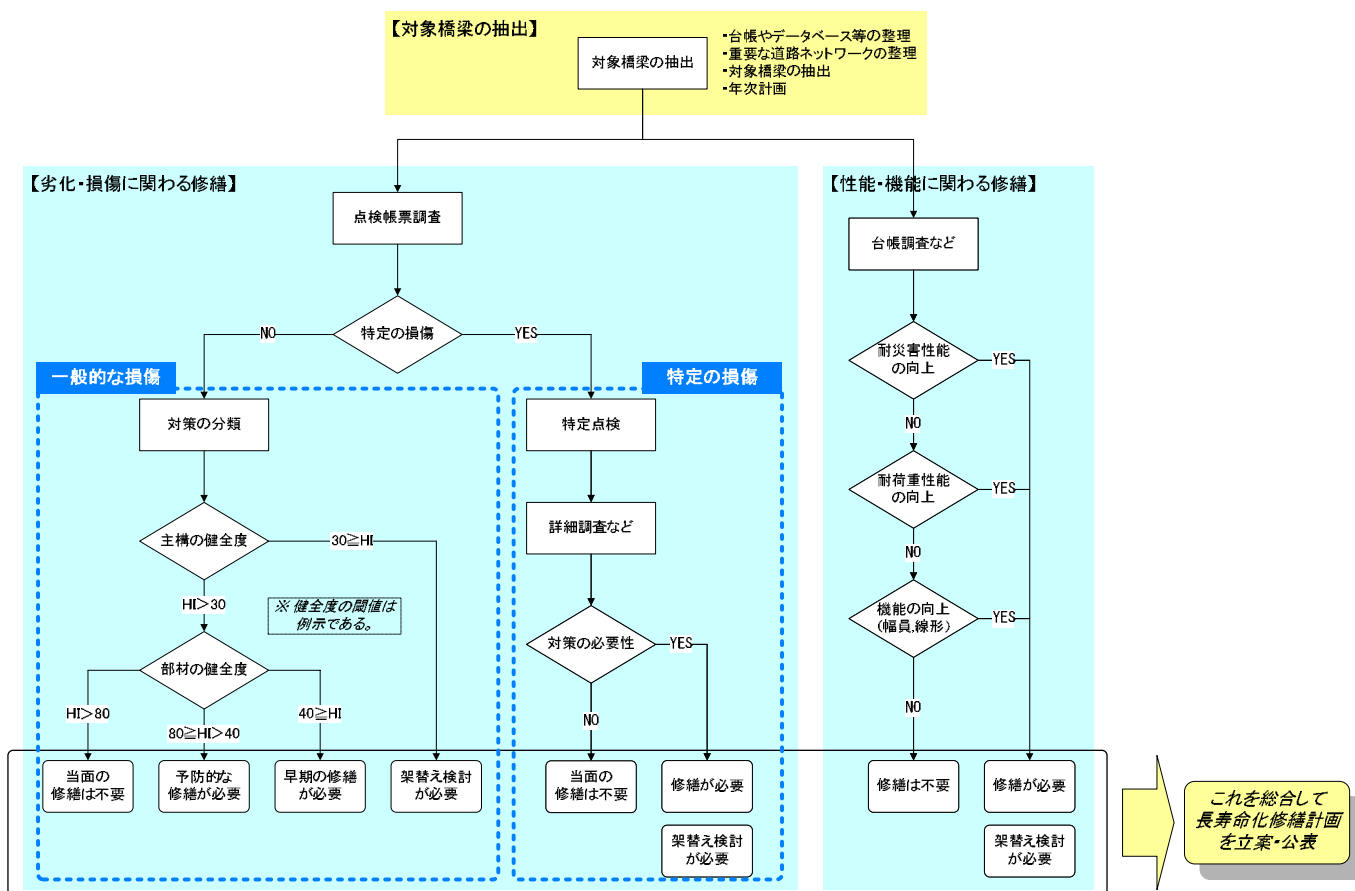 【対象橋梁の抽出】
対象橋梁の抽出
・台帳やデータベース等の整理
・重要な道路ネットワークの整理
・対象橋梁の抽出
・年次計画
【劣化・損傷に関わる修繕】
点検帳票調査
特定の損傷
NO
YES
一般的な損傷
対策の分類
主構の健全度
30≧HI
HI>30
※ 健全度の閾値は
例示である。
部材の健全度
HI>80
80≧HI>40
40≧HI
当面の
修繕は不要
予防的な
修繕が必要
早期の修繕
が必要
架替え検討
が必要
特定の損傷
特定点検
詳細調査など
対策の必要性
YES
NO
当面の
修繕は不要
修繕が必要
架替え検討
が必要
【性能・機能に関わる修繕】
台帳調査など
耐災害性能
の向上
YES
NO
耐荷重性能
の向上
YES
NO
機能の向上
(幅員,線形)
YES
NO
修繕は不要
修繕が必要
架替え検討
が必要
これを総合して
長寿命化修繕計画
を立案・公表